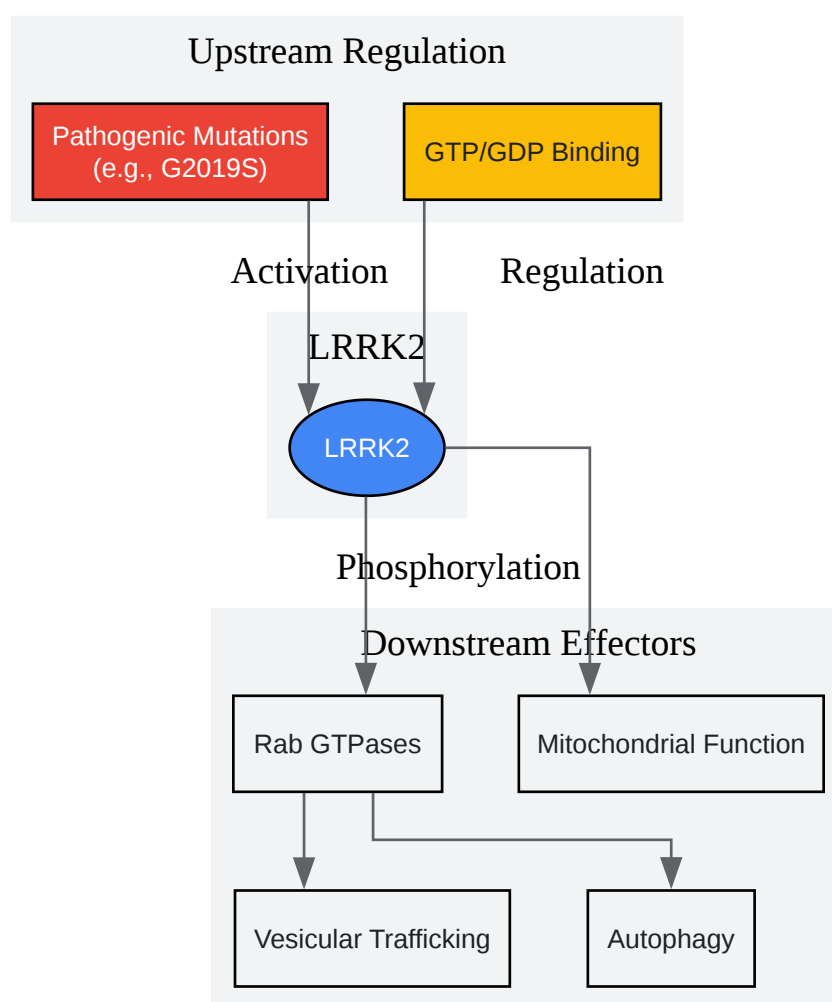 Upstream Regulation
Pathogenic Mutations
(e.g., G2019S)
GTP/GDP Binding
Activation
Regulation
LRRK2
LRRK2
Phosphorylation
Downstream Effectors
Rab GTPases
Mitochondrial Function
Vesicular Trafficking
Autophagy